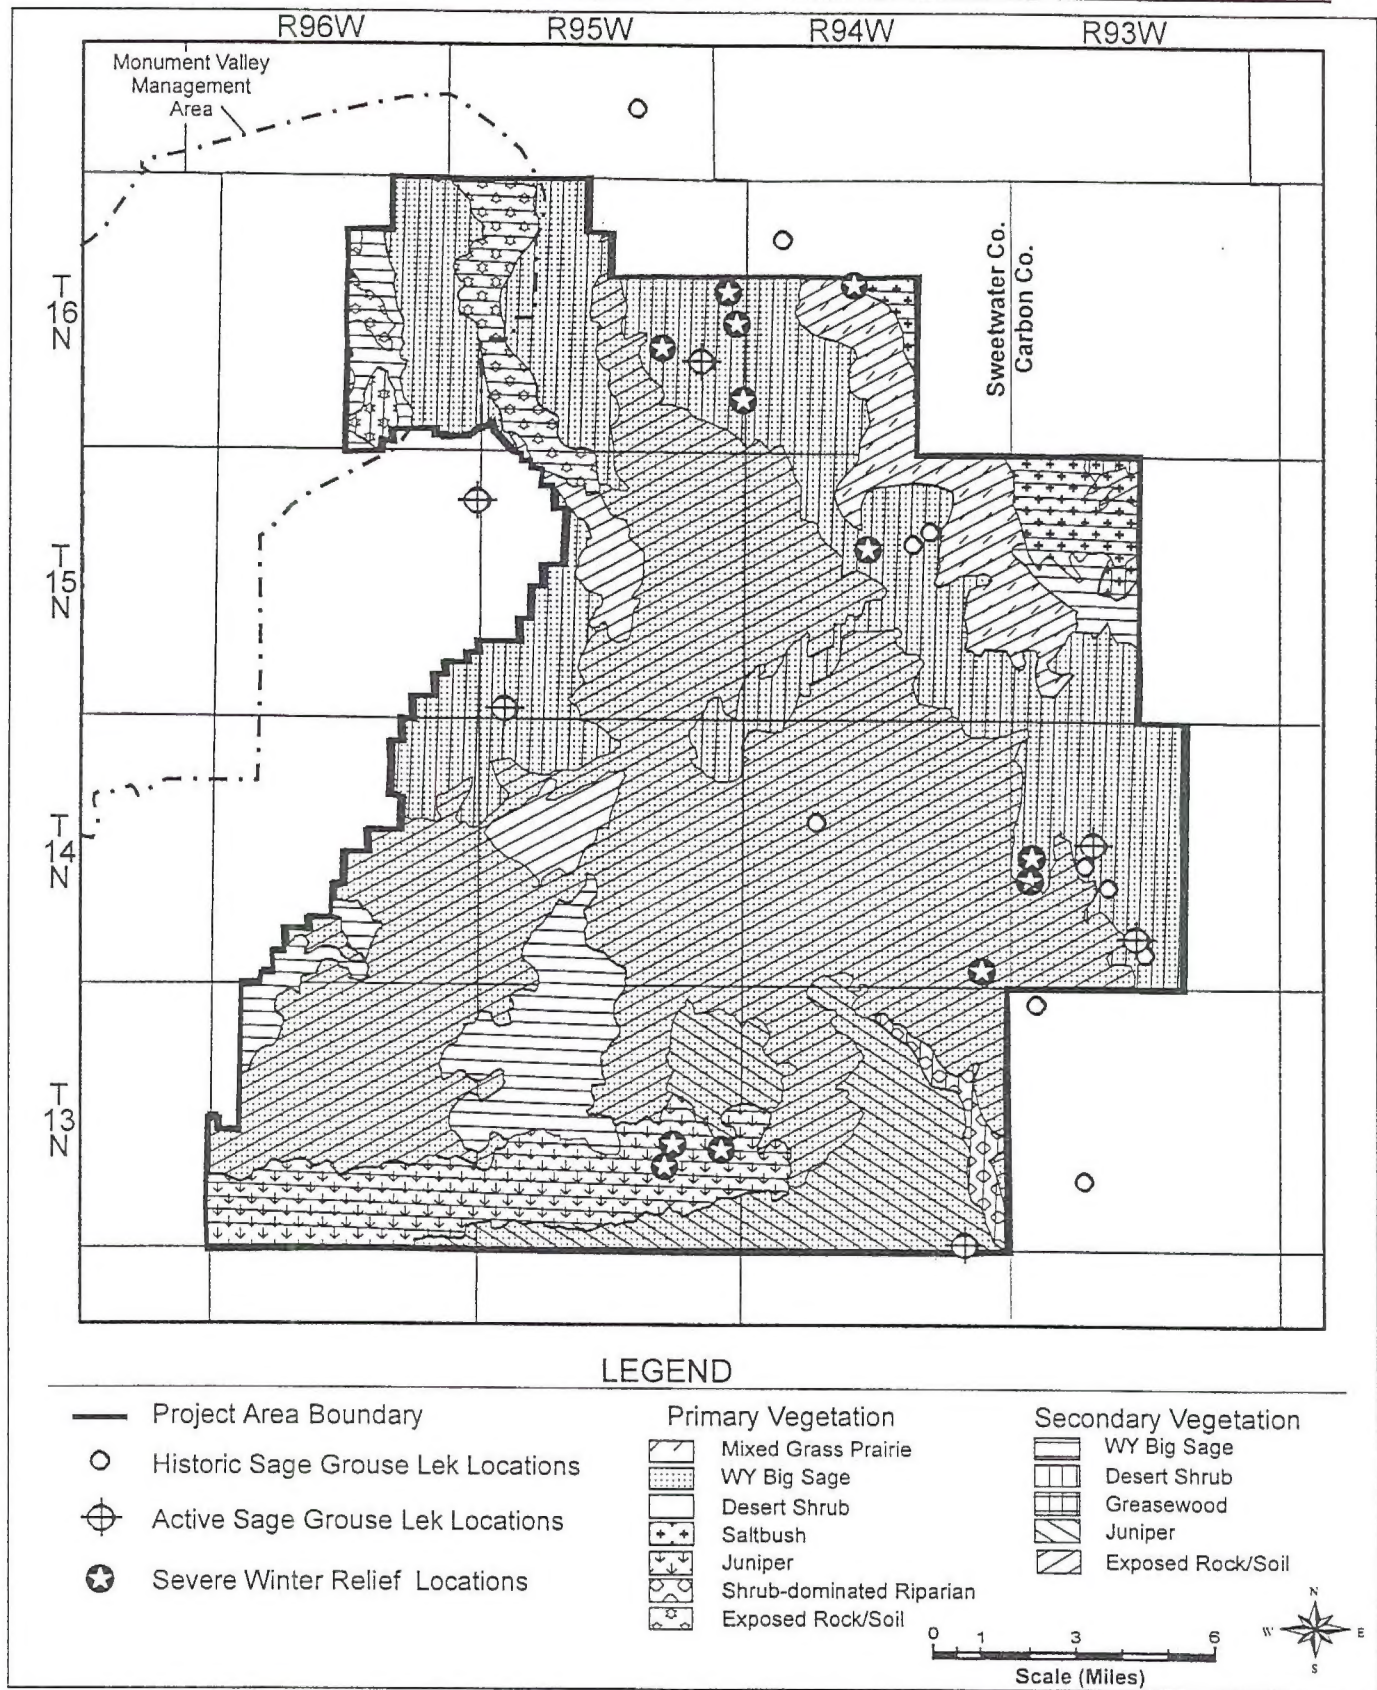 R96W R95W R94W R93W
Monument Valley
Management
Area
T
16
N
Sweetwater Co.
Carbon Co.
T
15
N
T
14
N
T
13
N
LEGEND
Project Area Boundary
Historic Sage Grouse Lek Locations
Active Sage Grouse Lek Locations
Severe Winter Relief Locations
Primary Vegetation
Mixed Grass Prairie
WY Big Sage
Desert Shrub
Saltbush
Juniper
Shrub-dominated Riparian
Exposed Rock/Soil
Secondary Vegetation
WY Big Sage
Desert Shrub
Greasewood
Juniper
Exposed Rock/Soil
0 1 3 6
Scale (Miles)
N
W E
S